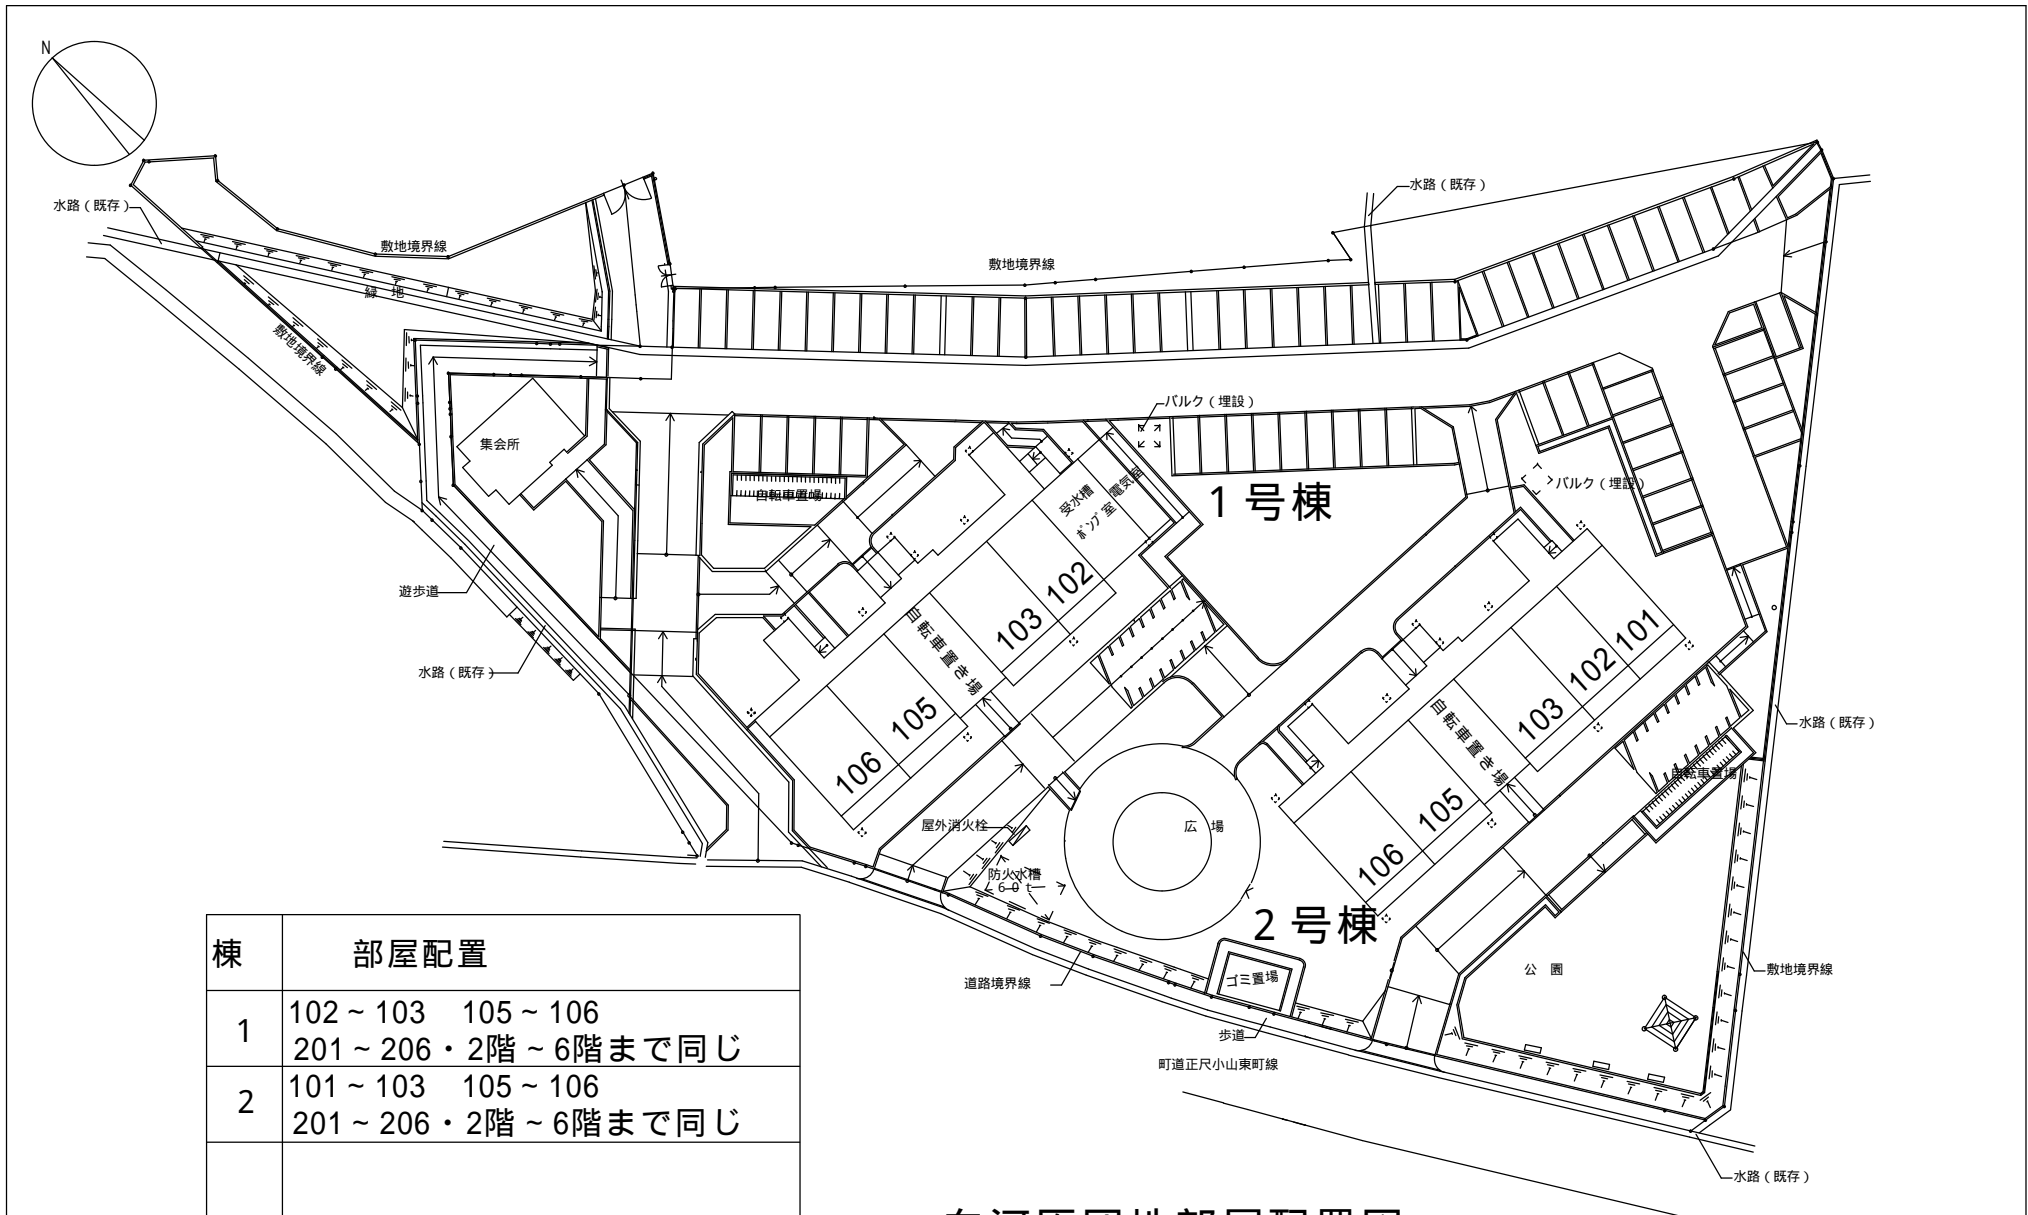 N
水路（既存）
水路（既存）
敷地境界線
敷地境界線
緑　地
敷地境界線
バルク（埋設）
集会所
自転車置場
受水槽
ポンプ室
電気室
1号棟
バルク（埋設）
遊歩道
102
103
自転車置き場
105
106
101
102
103
自転車置き場
105
106
水路（既存）
水路（既存）
自転車置場
屋外消火栓
広　場
防火水槽
60t
2号棟
道路境界線
ゴミ置場
公　園
敷地境界線
歩道
町道正尺小山東町線
水路（既存）
棟　部屋配置
1　102～103　105～106
201～206・2階～6階まで同じ
2　101～103　105～106
201～206・2階～6階まで同じ